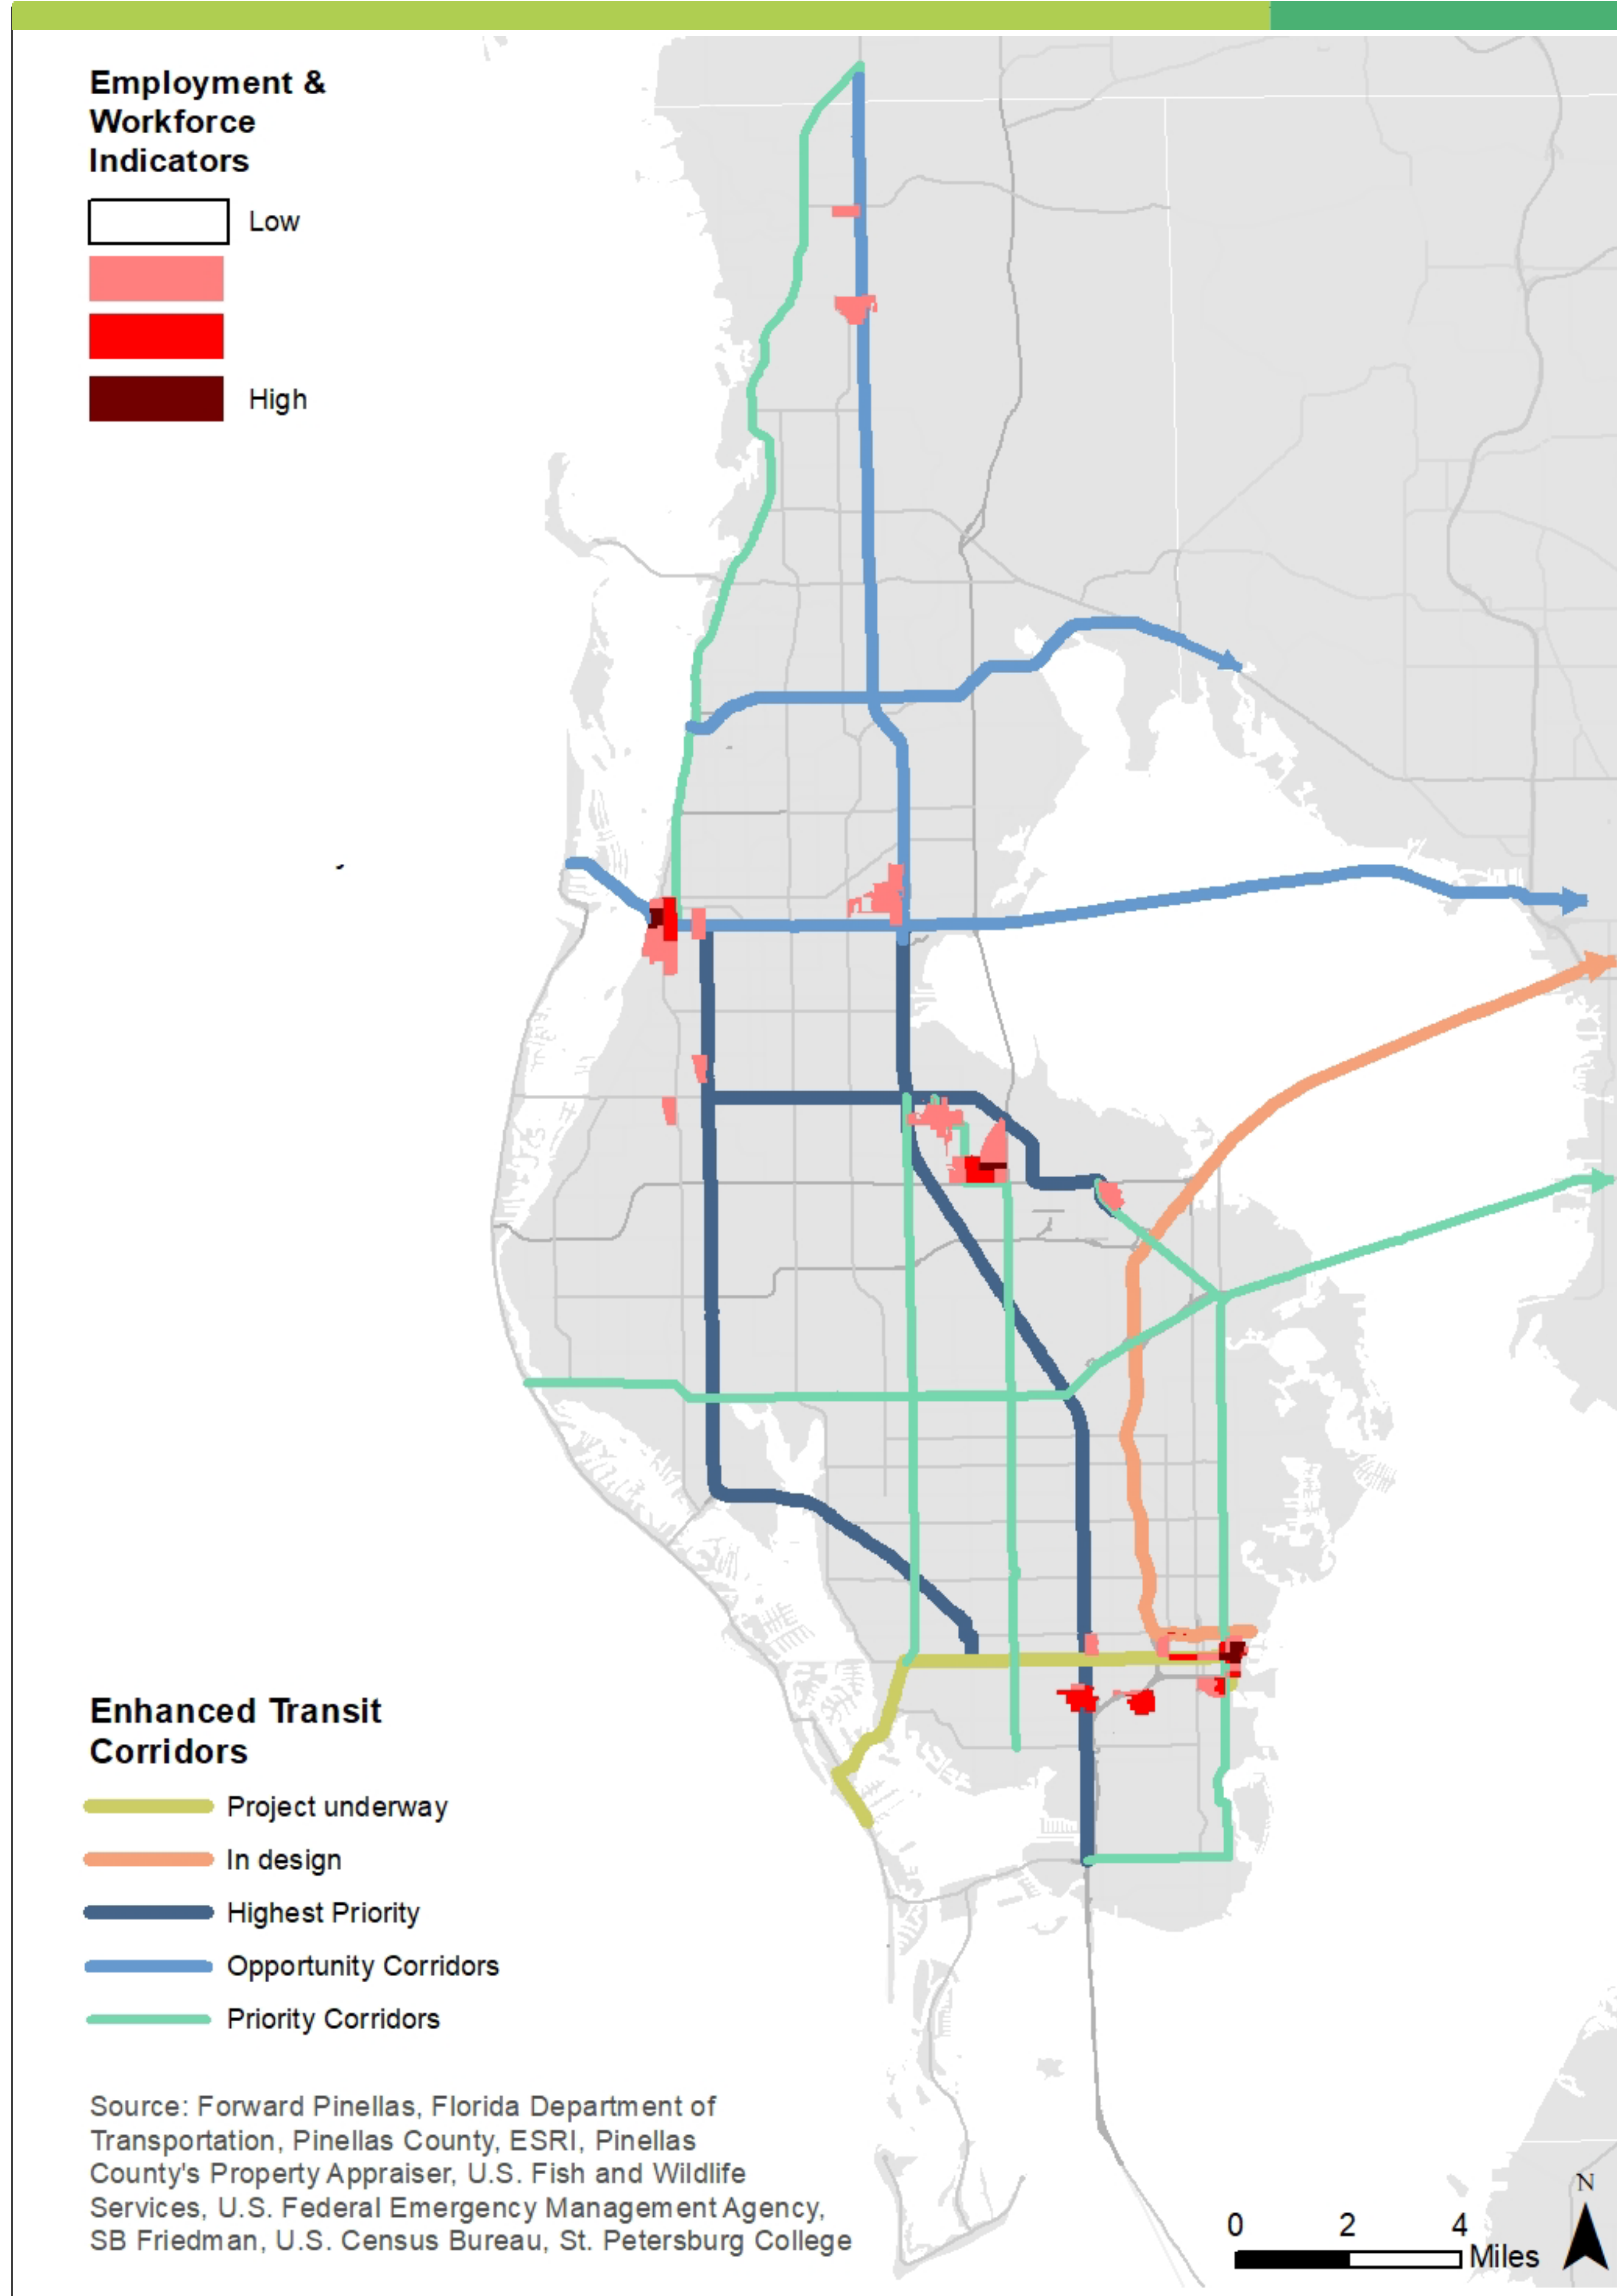 Employment &
Workforce
Indicators
Low
High
Enhanced Transit
Corridors
Project underway
In design
Highest Priority
Opportunity Corridors
Priority Corridors
Source: Forward Pinellas, Florida Department of
Transportation, Pinellas County, ESRI, Pinellas
County's Property Appraiser, U.S. Fish and Wildlife
Services, U.S. Federal Emergency Management Agency,
SB Friedman, U.S. Census Bureau, St. Petersburg College
N
0 2 4
Miles